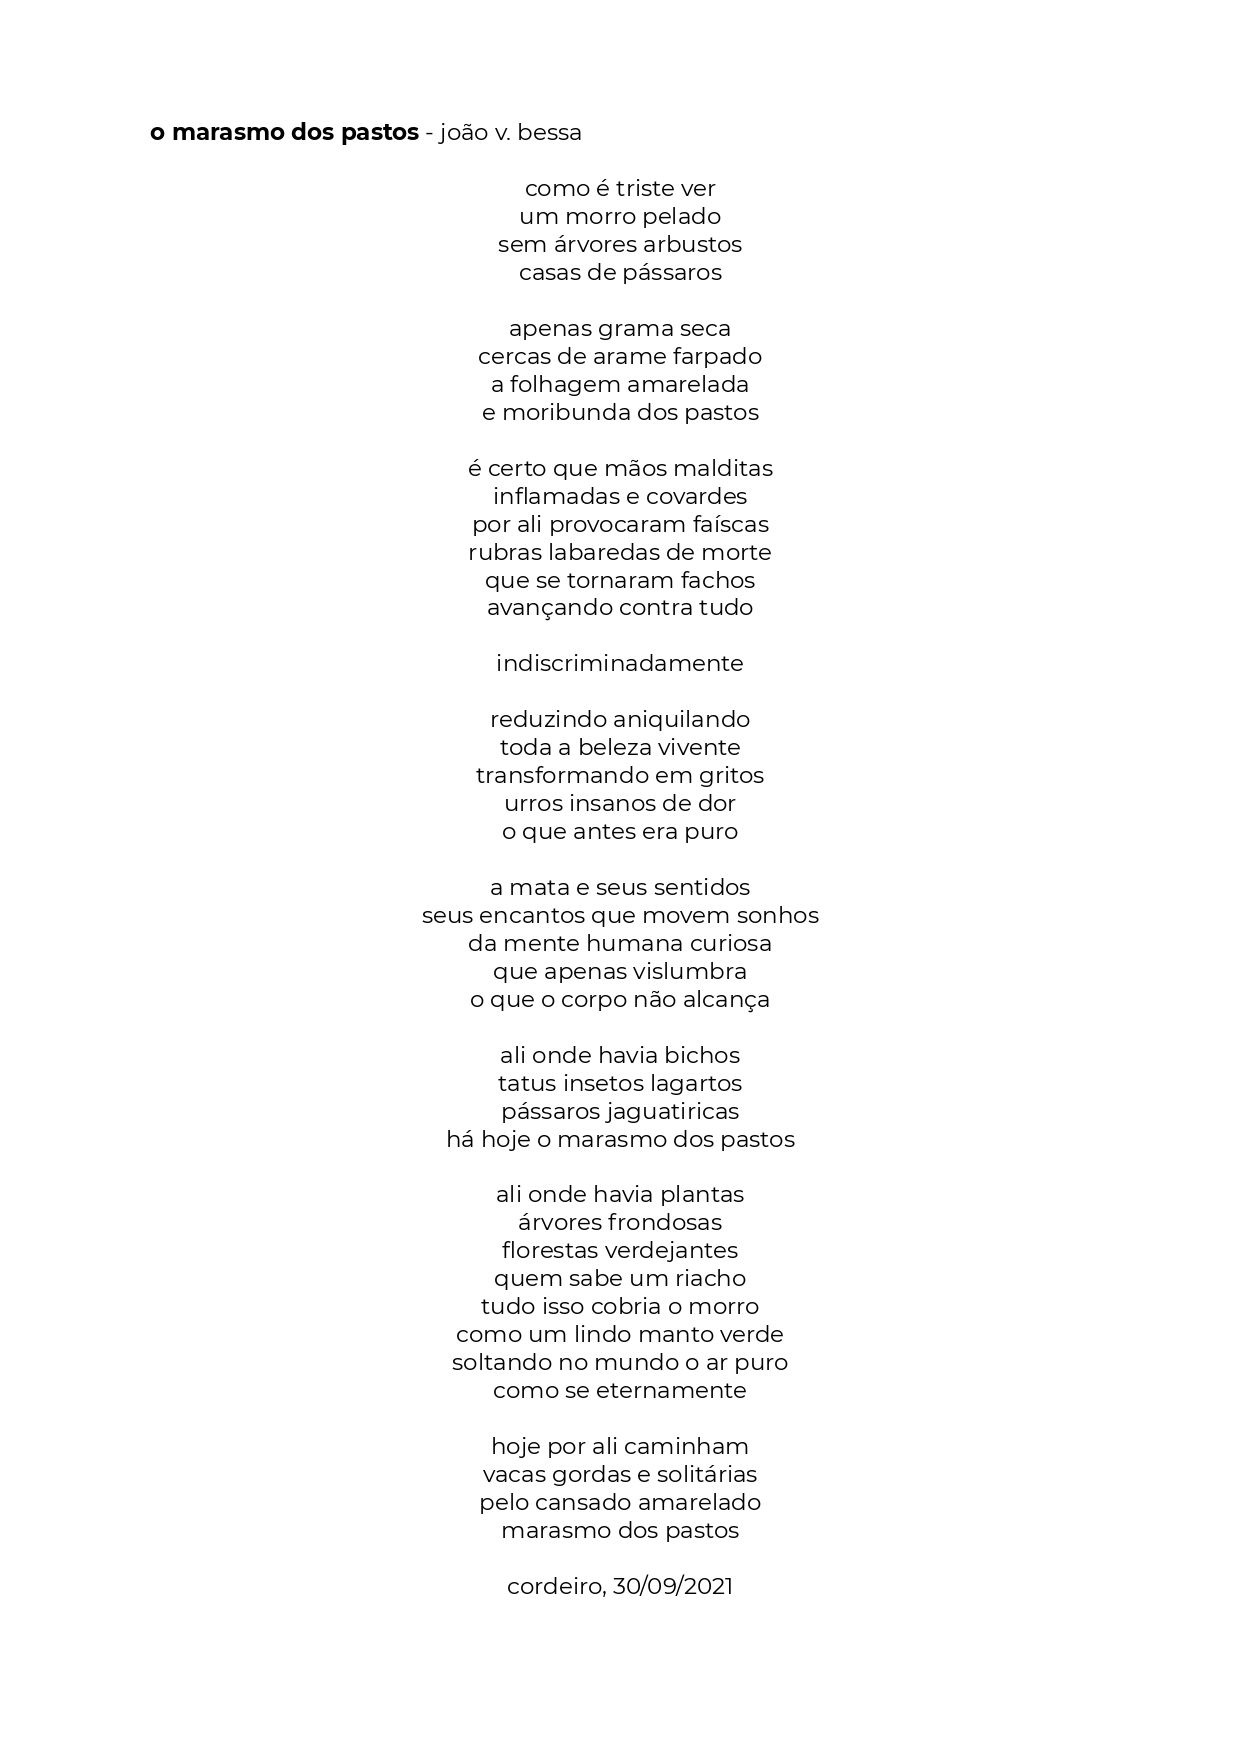 o marasmo dos pastos - joão v. bessa
como é triste ver
um morro pelado
sem árvores arbustos
casas de pássaros
apenas grama seca
cercas de arame farpado
a folhagem amarelada
e moribunda dos pastos
é certo que mãos malditas
inflamadas e covardes
por ali provocaram faíscas
rubras labaredas de morte
que se tornaram fachos
avançando contra tudo
indiscriminadamente
reduzindo aniquilando
toda a beleza vivente
transformando em gritos
urros insanos de dor
o que antes era puro
a mata e seus sentidos
seus encantos que movem sonhos
da mente humana curiosa
que apenas vislumbra
o que o corpo não alcança
ali onde havia bichos
tatus insetos lagartos
pássaros jaguatiricas
há hoje o marasmo dos pastos
ali onde havia plantas
árvores frondosas
florestas verdejantes
quem sabe um riacho
tudo isso cobria o morro
como um lindo manto verde
soltando no mundo o ar puro
como se eternamente
hoje por ali caminham
vacas gordas e solitárias
pelo cansado amarelado
marasmo dos pastos
cordeiro, 30/09/2021